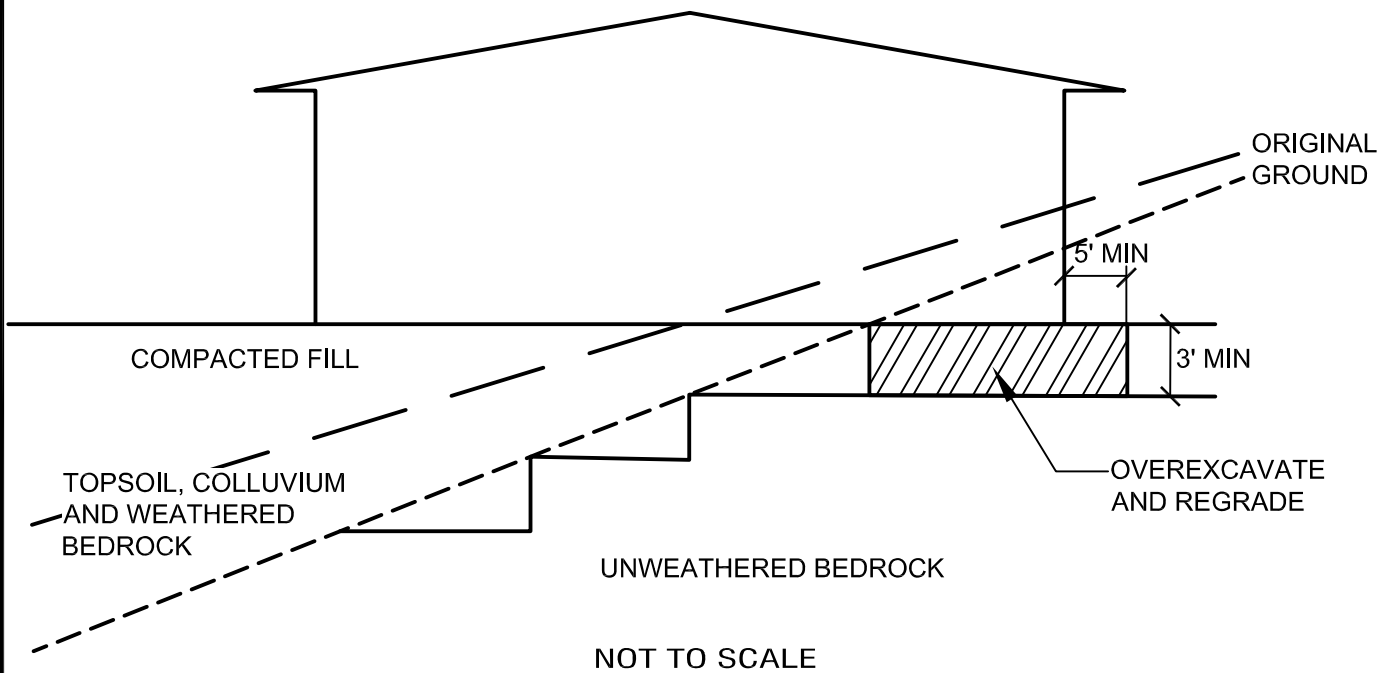 ORIGINAL
GROUND
5' MIN
COMPACTED FILL
3' MIN
TOPSOIL, COLLUVIUM
AND WEATHERED
BEDROCK
OVEREXCAVATE
AND REGRADE
UNWEATHERED BEDROCK
NOT TO SCALE